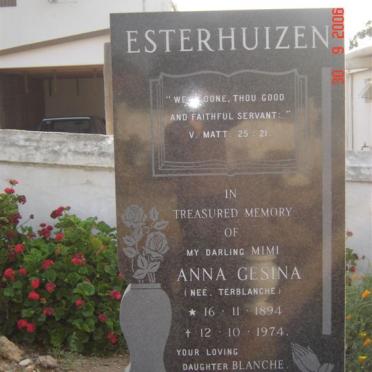 ESTERHUIZEN
" WELL DONE, THOU GOOD
AND FAITHFUL SERVANT: "
V. MATT. 25 : 21.
IN
TREASURED MEMORY
OF
MY DARLING MIMI
ANNA GESINA
( NEÉ. TERBLANCHE )
★ 16 · 11 · 1894
✝ 12 · 10 · 1974.
YOUR LOVING
DAUGHTER BLANCHE.
30 9 2006